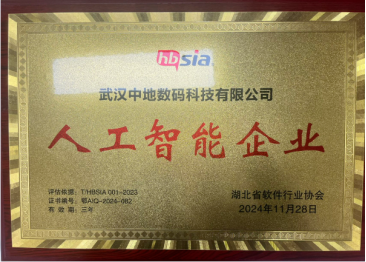 hbsia
武汉中地数码科技有限公司
人工智能企业
评估依据：T/HBSIA 001-2023
证书编号：鄂AIQ-2024-082
有 效 期：三年
湖北省软件行业协会
2024年11月28日